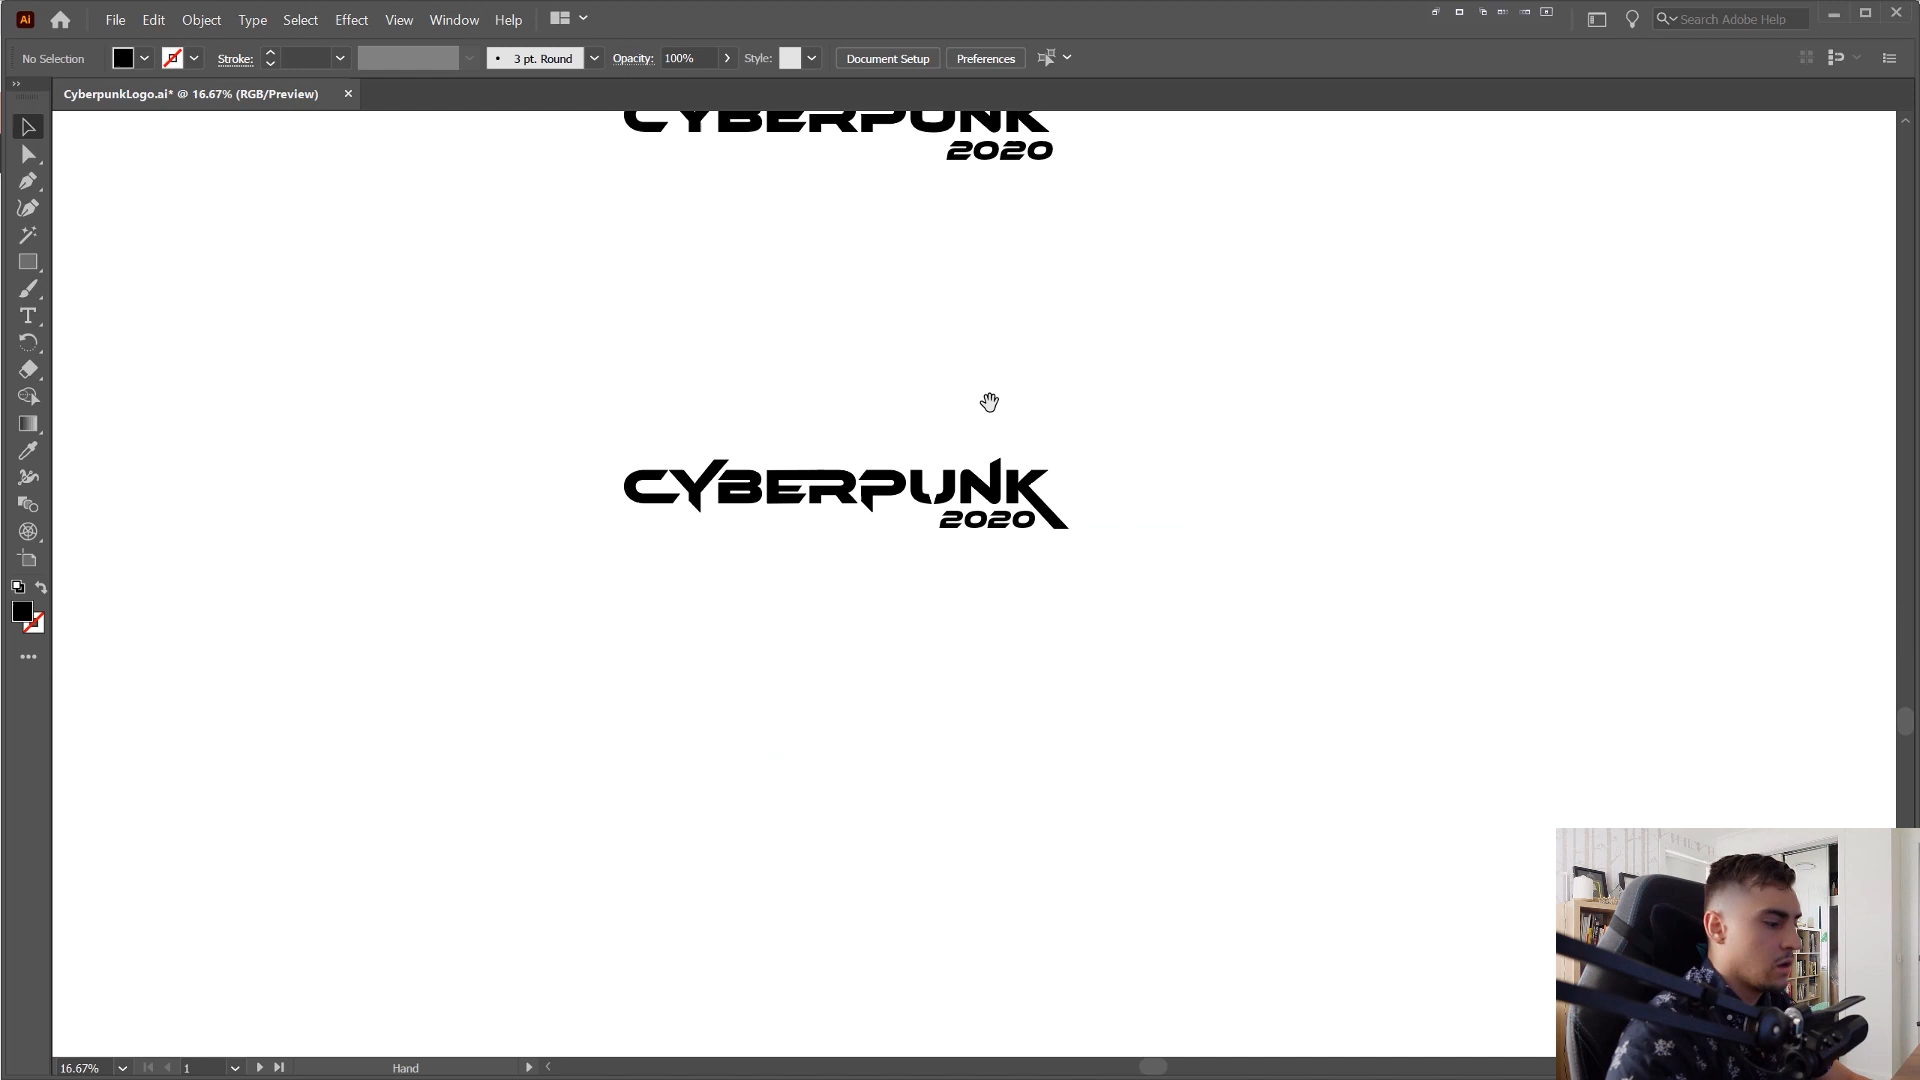 Ai File Edit Object Type Select Effect View Window Help Search Adobe Help
No Selection Stroke: 3 pt. Round Opacity: 100% Style: Document Setup Preferences
CyberpunkLogo.ai* @ 16.67% (RGB/Preview)
CYBERPUNK
2020
CYBERPUNK
2020
16.67% 1 Hand